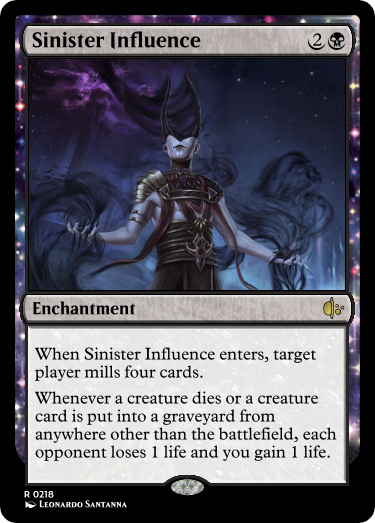 Sinister Influence 2
Enchantment
When Sinister Influence enters, target
player mills four cards.
Whenever a creature dies or a creature
card is put into a graveyard from
anywhere other than the battlefield, each
opponent loses 1 life and you gain 1 life.
R 0218
Leonardo Santanna